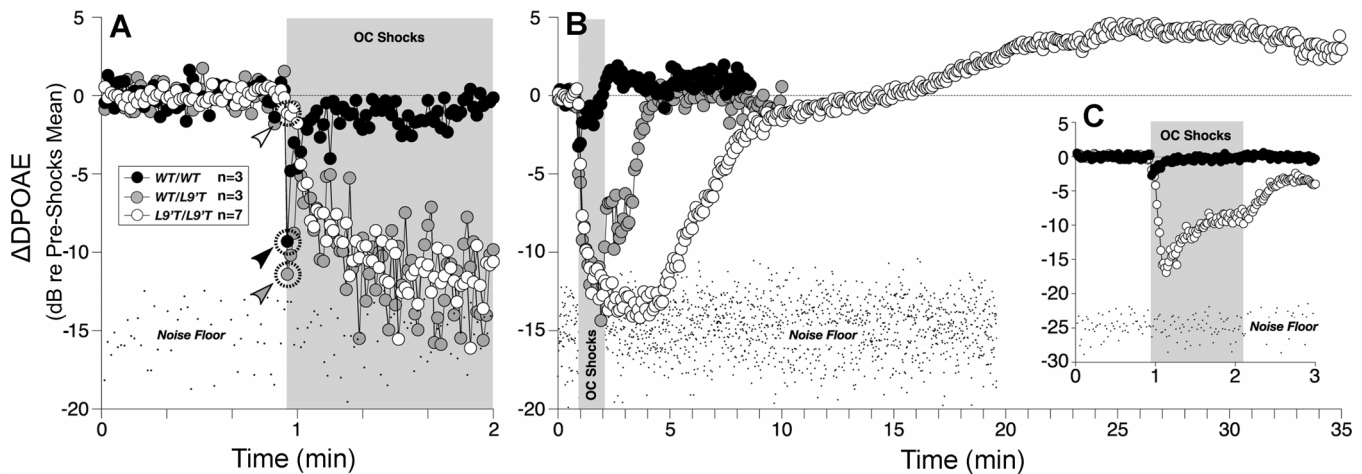 A
OC Shocks
5
0
-5
-10
-15
-20
ΔDPOAE
(dB re Pre-Shocks Mean)
WT/WT n=3
WT/L9'T n=3
L9'T/L9'T n=7
Noise Floor
0
1
2
Time (min)
B
5
0
-5
-10
-15
-20
OC Shocks
Noise Floor
0
5
10
15
20
25
30
35
Time (min)
C
OC Shocks
5
0
-5
-10
-15
-20
-25
-30
Noise Floor
0
1
2
3